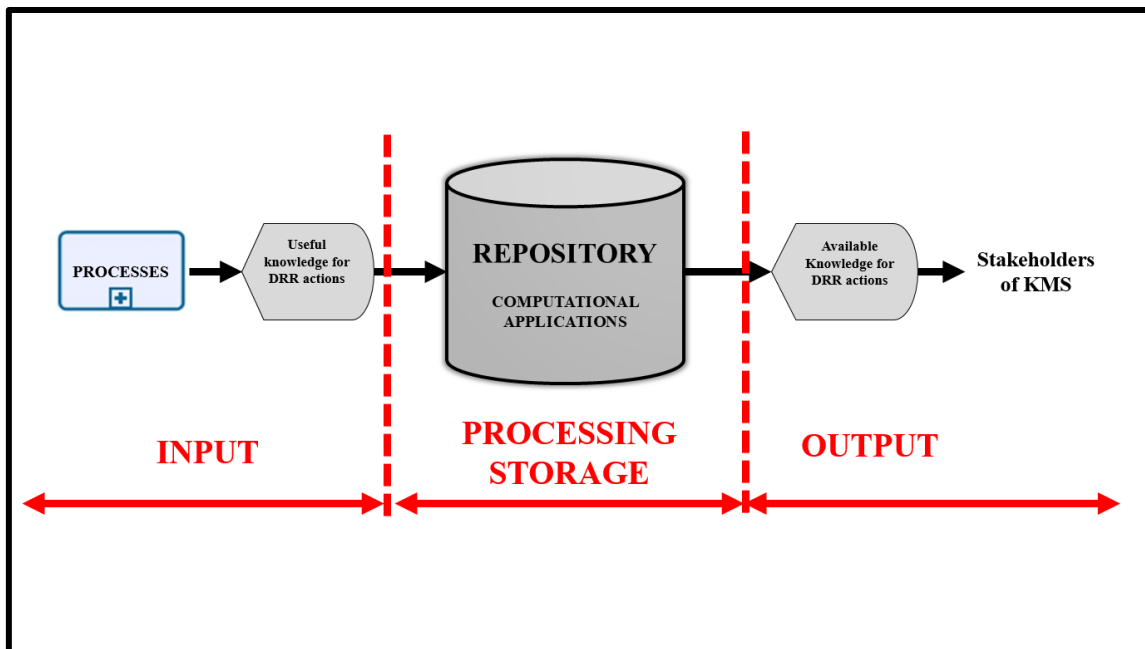 PROCESSES
Useful
knowledge for
DRR actions
REPOSITORY
COMPUTATIONAL
APPLICATIONS
Available
Knowledge for
DRR actions
Stakeholders
of KMS
INPUT
PROCESSING
STORAGE
OUTPUT